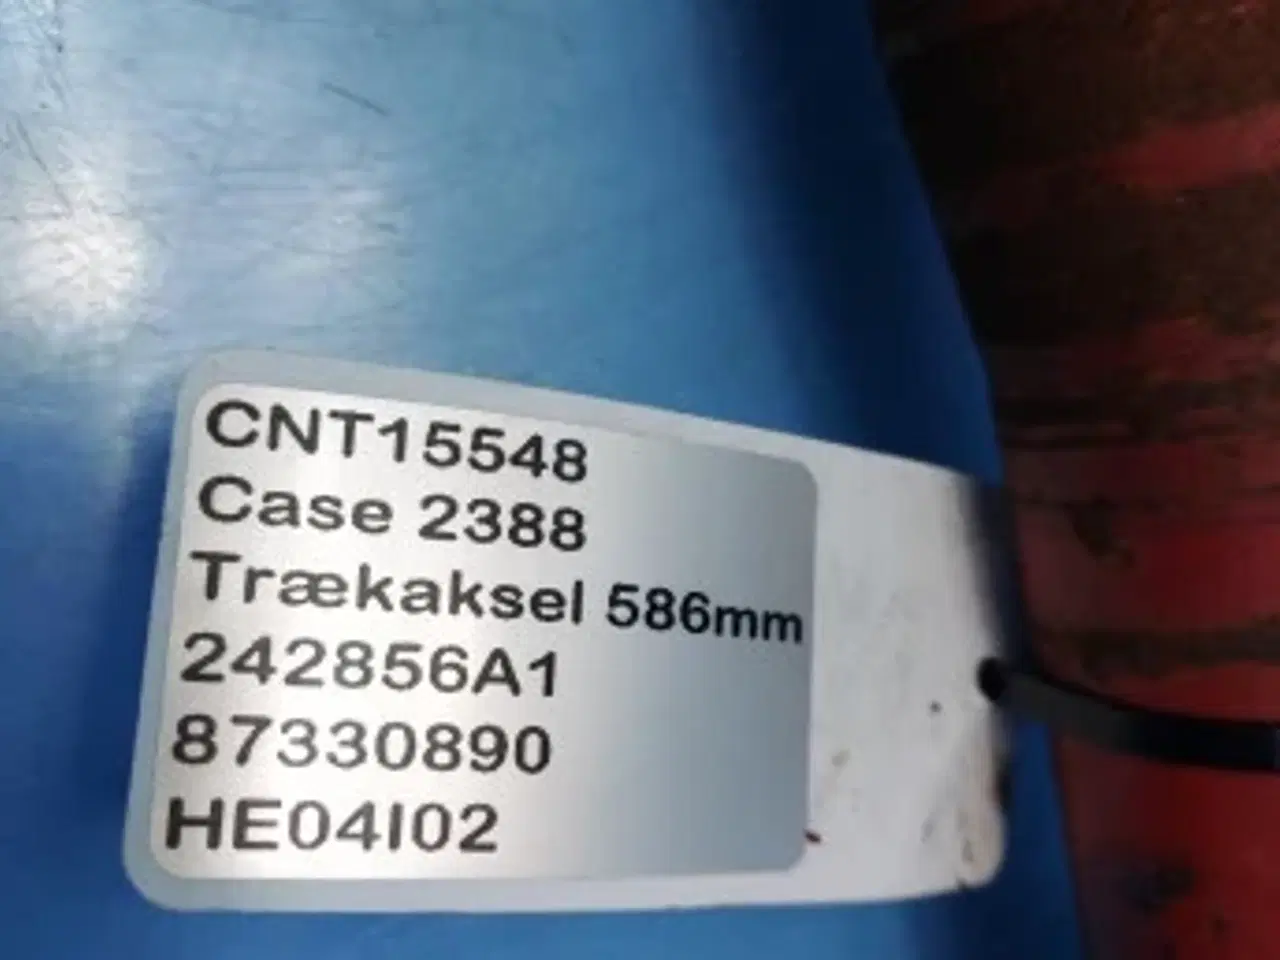 CNT15548
Case 2388
Trækaksel 586mm
242856A1
87330890
HE04I02